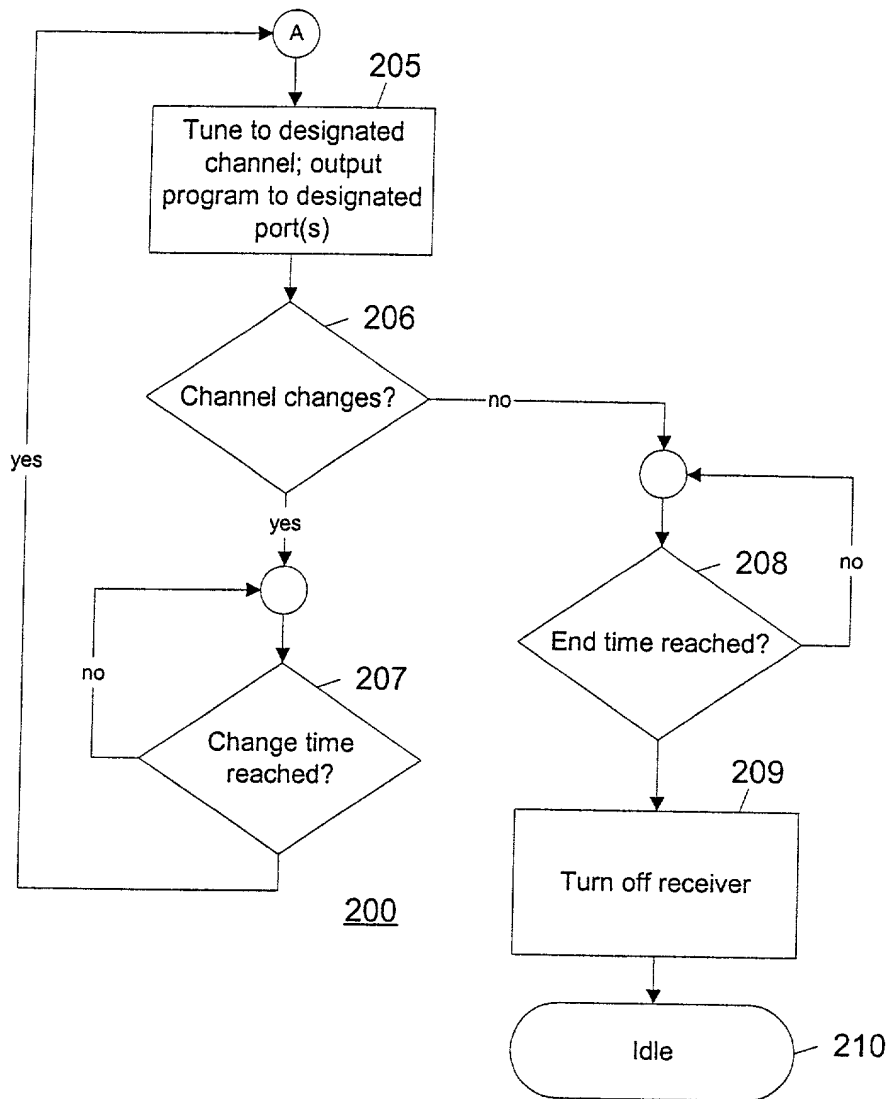 A
205
Tune to designated
channel; output
program to designated
port(s)
206
Channel changes?
no
yes
yes
208
no
End time reached?
no
207
Change time
reached?
209
Turn off receiver
200
Idle
210